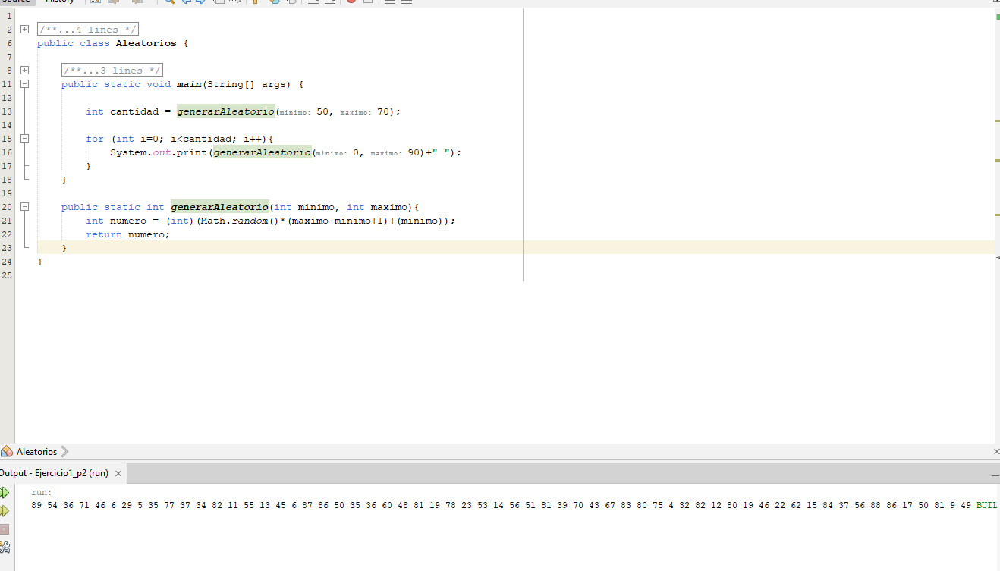 Source History
1
2 /**...4 lines */
6 public class Aleatorios {
7
8 /**...3 lines */
11 public static void main(String[] args) {
12
13 int cantidad = generarAleatorio(minimo: 50, maximo: 70);
14
15 for (int i=0; i<cantidad; i++){
16 System.out.print(generarAleatorio(minimo: 0, maximo: 90)+" ");
17 }
18 }
19
20 public static int generarAleatorio(int minimo, int maximo){
21 int numero = (int)(Math.random()*(maximo-minimo+1)+(minimo));
22 return numero;
23 }
24 }
25
Aleatorios
Output - Ejercicio1_p2 (run)
run:
89 54 36 71 46 6 29 5 35 77 37 34 82 11 55 13 45 6 87 86 50 35 36 60 48 81 19 78 23 53 14 56 51 81 39 70 43 67 83 80 75 4 32 82 12 80 19 46 22 62 15 84 37 56 88 86 17 50 81 9 49 BUIL